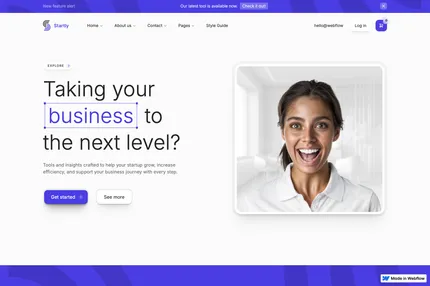 New feature alert
Our latest tool is available now.
Check it out
Startly
Home
About us
Contact
Pages
Style Guide
hello@webflow
Log in
EXPLORE
Taking your
business to
the next level?
Tools and insights crafted to help your startup grow, increase
efficiency, and support your business journey with every step.
Get started
See more
Made in Webflow